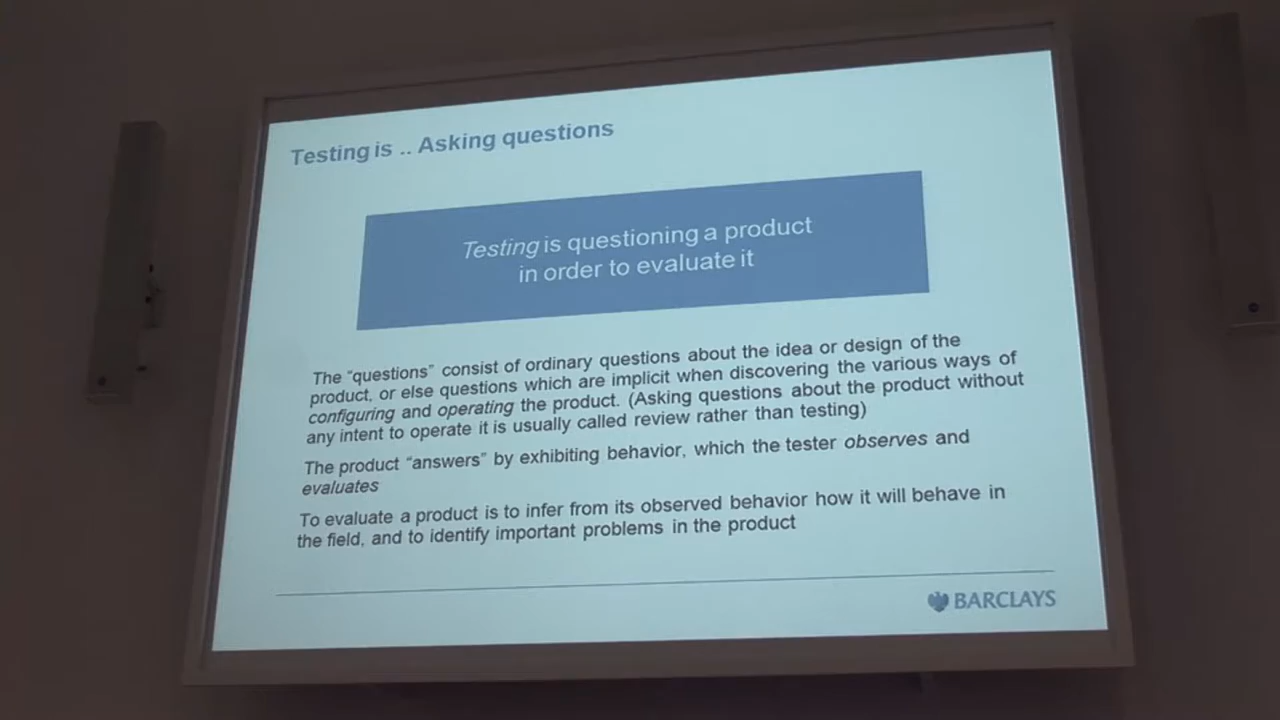 Testing is .. Asking questions
Testing is questioning a product
in order to evaluate it
The "questions" consist of ordinary questions about the idea or design of the
product, or else questions which are implicit when discovering the various ways of
configuring and operating the product. (Asking questions about the product without
any intent to operate it is usually called review rather than testing)
The product "answers" by exhibiting behavior, which the tester observes and
evaluates
To evaluate a product is to infer from its observed behavior how it will behave in
the field, and to identify important problems in the product
BARCLAYS